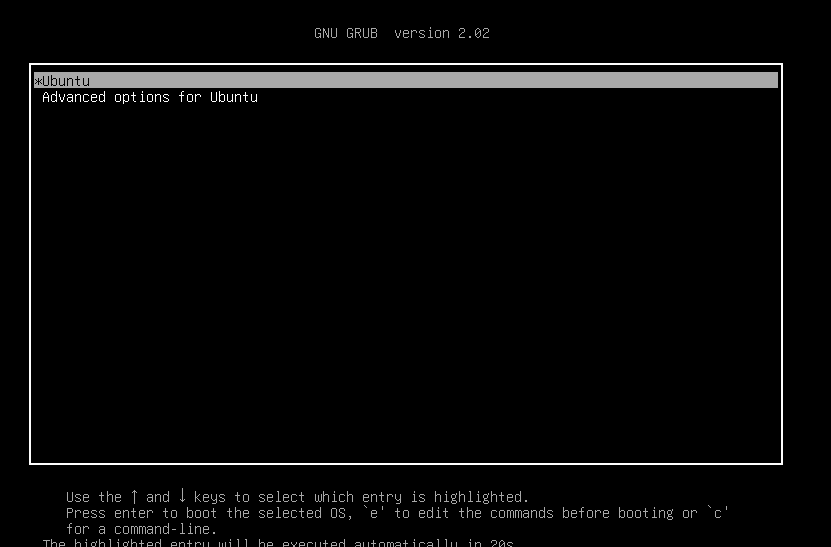 GNU GRUB  version 2.02
*Ubuntu
Advanced options for Ubuntu
Use the ↑ and ↓ keys to select which entry is highlighted.
Press enter to boot the selected OS, `e' to edit the commands before booting or `c'
for a command-line.
The highlighted entry will be executed automatically in 20s.